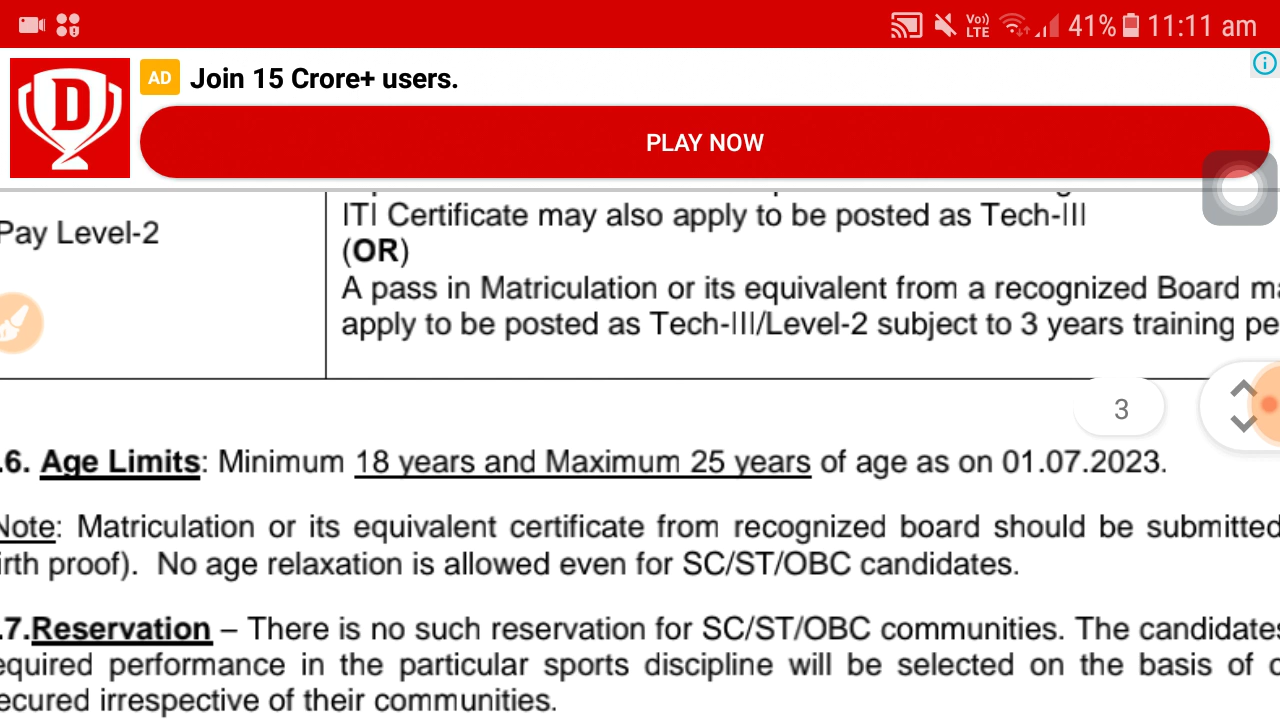 Vo))
LTE
41%
11:11 am
D
AD
Join 15 Crore+ users.
PLAY NOW
Pay Level-2
ITI Certificate may also apply to be posted as Tech-III
(OR)
A pass in Matriculation or its equivalent from a recognized Board
apply to be posted as Tech-III/Level-2 subject to 3 years training
3
.6. Age Limits: Minimum 18 years and Maximum 25 years of age as on 01.07.2023.
Note: Matriculation or its equivalent certificate from recognized board should be submitted
irth proof). No age relaxation is allowed even for SC/ST/OBC candidates.
.7.Reservation – There is no such reservation for SC/ST/OBC communities. The candidates
equired performance in the particular sports discipline will be selected on the basis of
ecured irrespective of their communities.